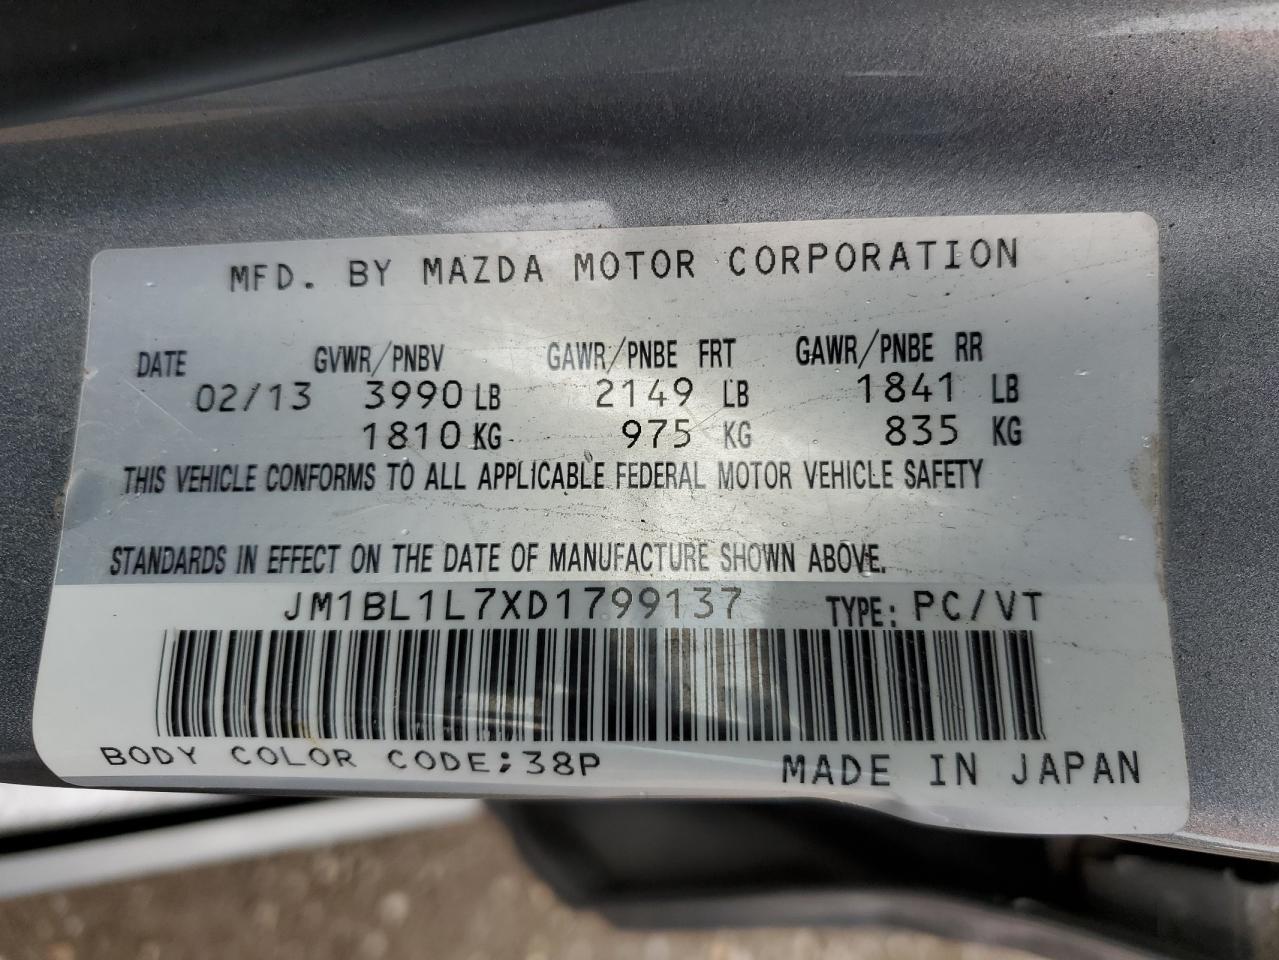 MFD. BY MAZDA MOTOR CORPORATION
DATE GVWR/PNBV GAWR/PNBE FRT GAWR/PNBE RR
02/13 3990 LB 2149 LB 1841 LB
1810 KG 975 KG 835 KG
THIS VEHICLE CONFORMS TO ALL APPLICABLE FEDERAL MOTOR VEHICLE SAFETY
STANDARDS IN EFFECT ON THE DATE OF MANUFACTURE SHOWN ABOVE.
JM1BL1L7XD1799137 TYPE: PC/VT
BODY COLOR CODE:38P MADE IN JAPAN